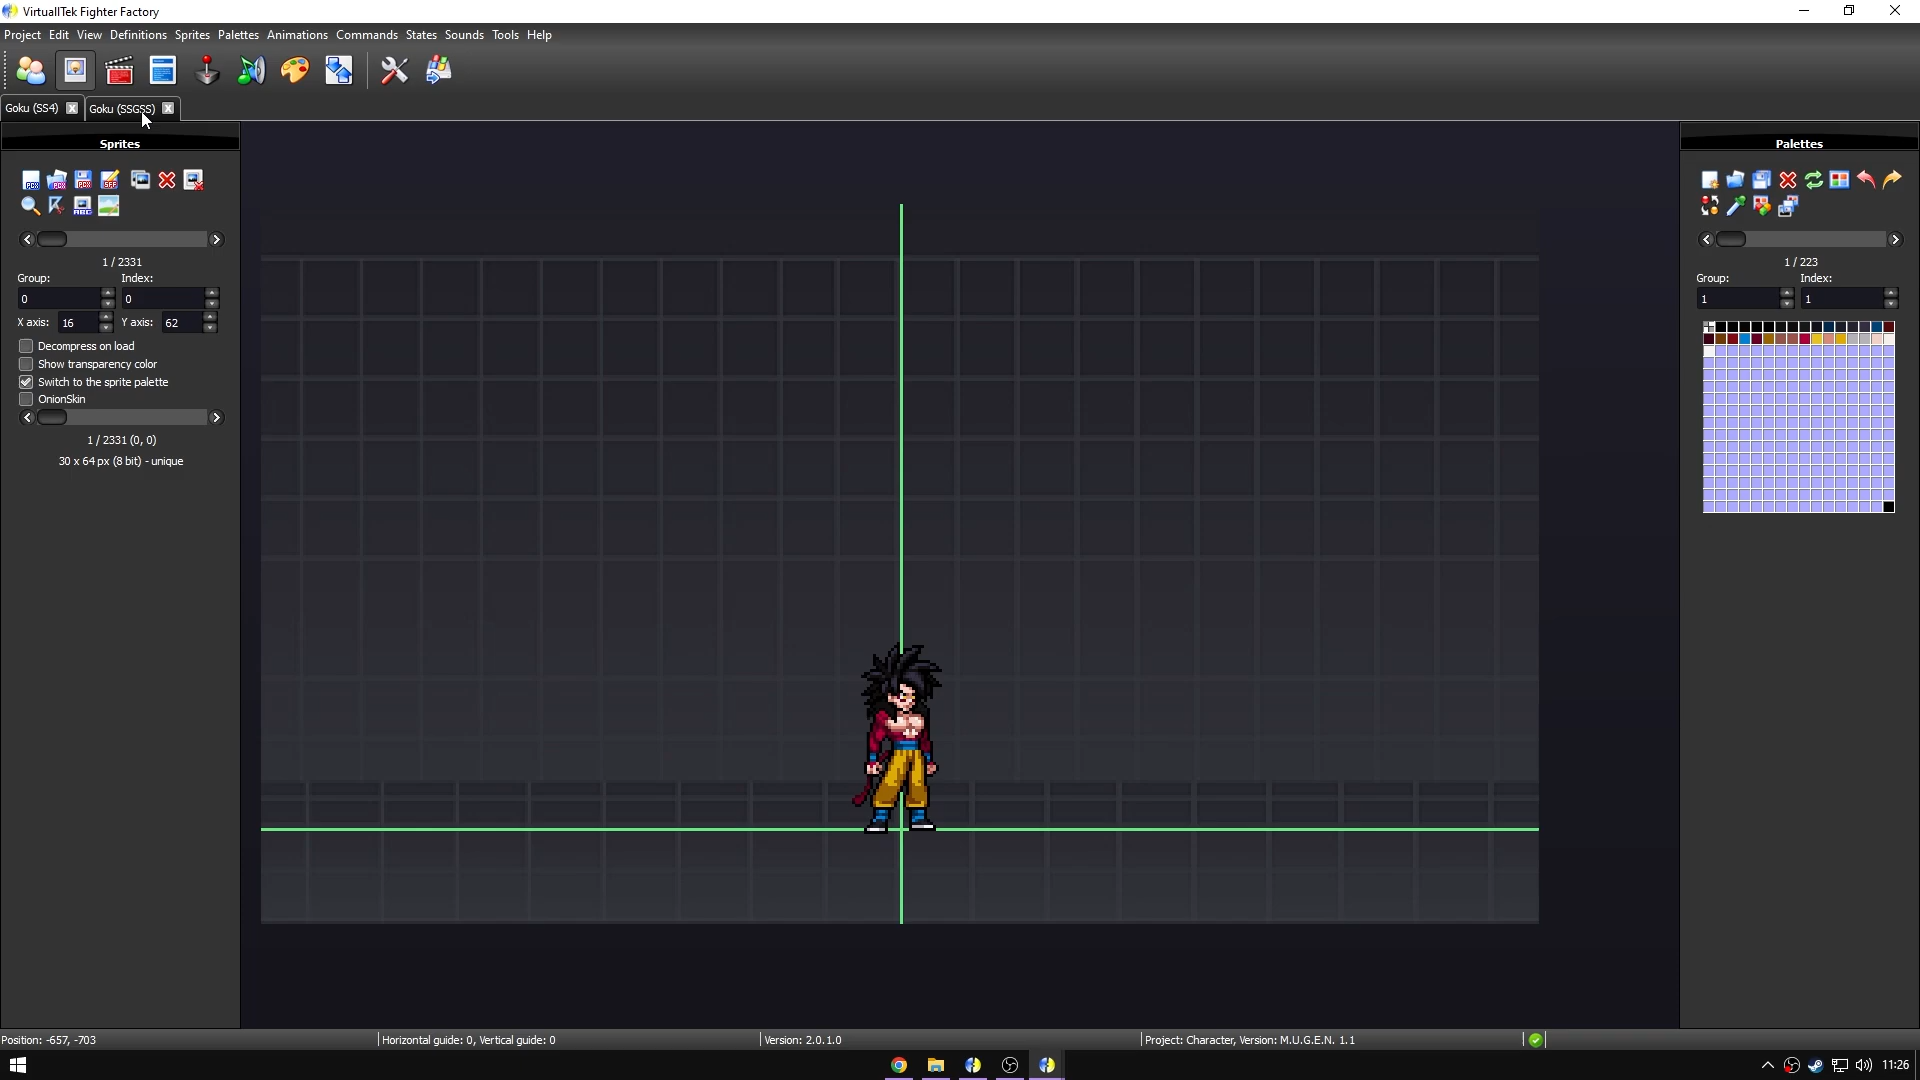 VirtuallTek Fighter Factory
Project Edit View Definitions Sprites Palettes Animations Commands States Sounds Tools Help
Goku (SS4) Goku (SSGSS)
Sprites
1 / 2331
Group: Index:
0 0
X axis: 16 Y axis: 62
Decompress on load
Show transparency color
Switch to the sprite palette
OnionSkin
1 / 2331 (0, 0)
30 x 64 px (8 bit) - unique
Palettes
1 / 223
Group: Index:
1 1
Position: -657, -703 Horizontal guide: 0, Vertical guide: 0 Version: 2.0.1.0 Project: Character, Version: M.U.G.E.N. 1.1
11:26